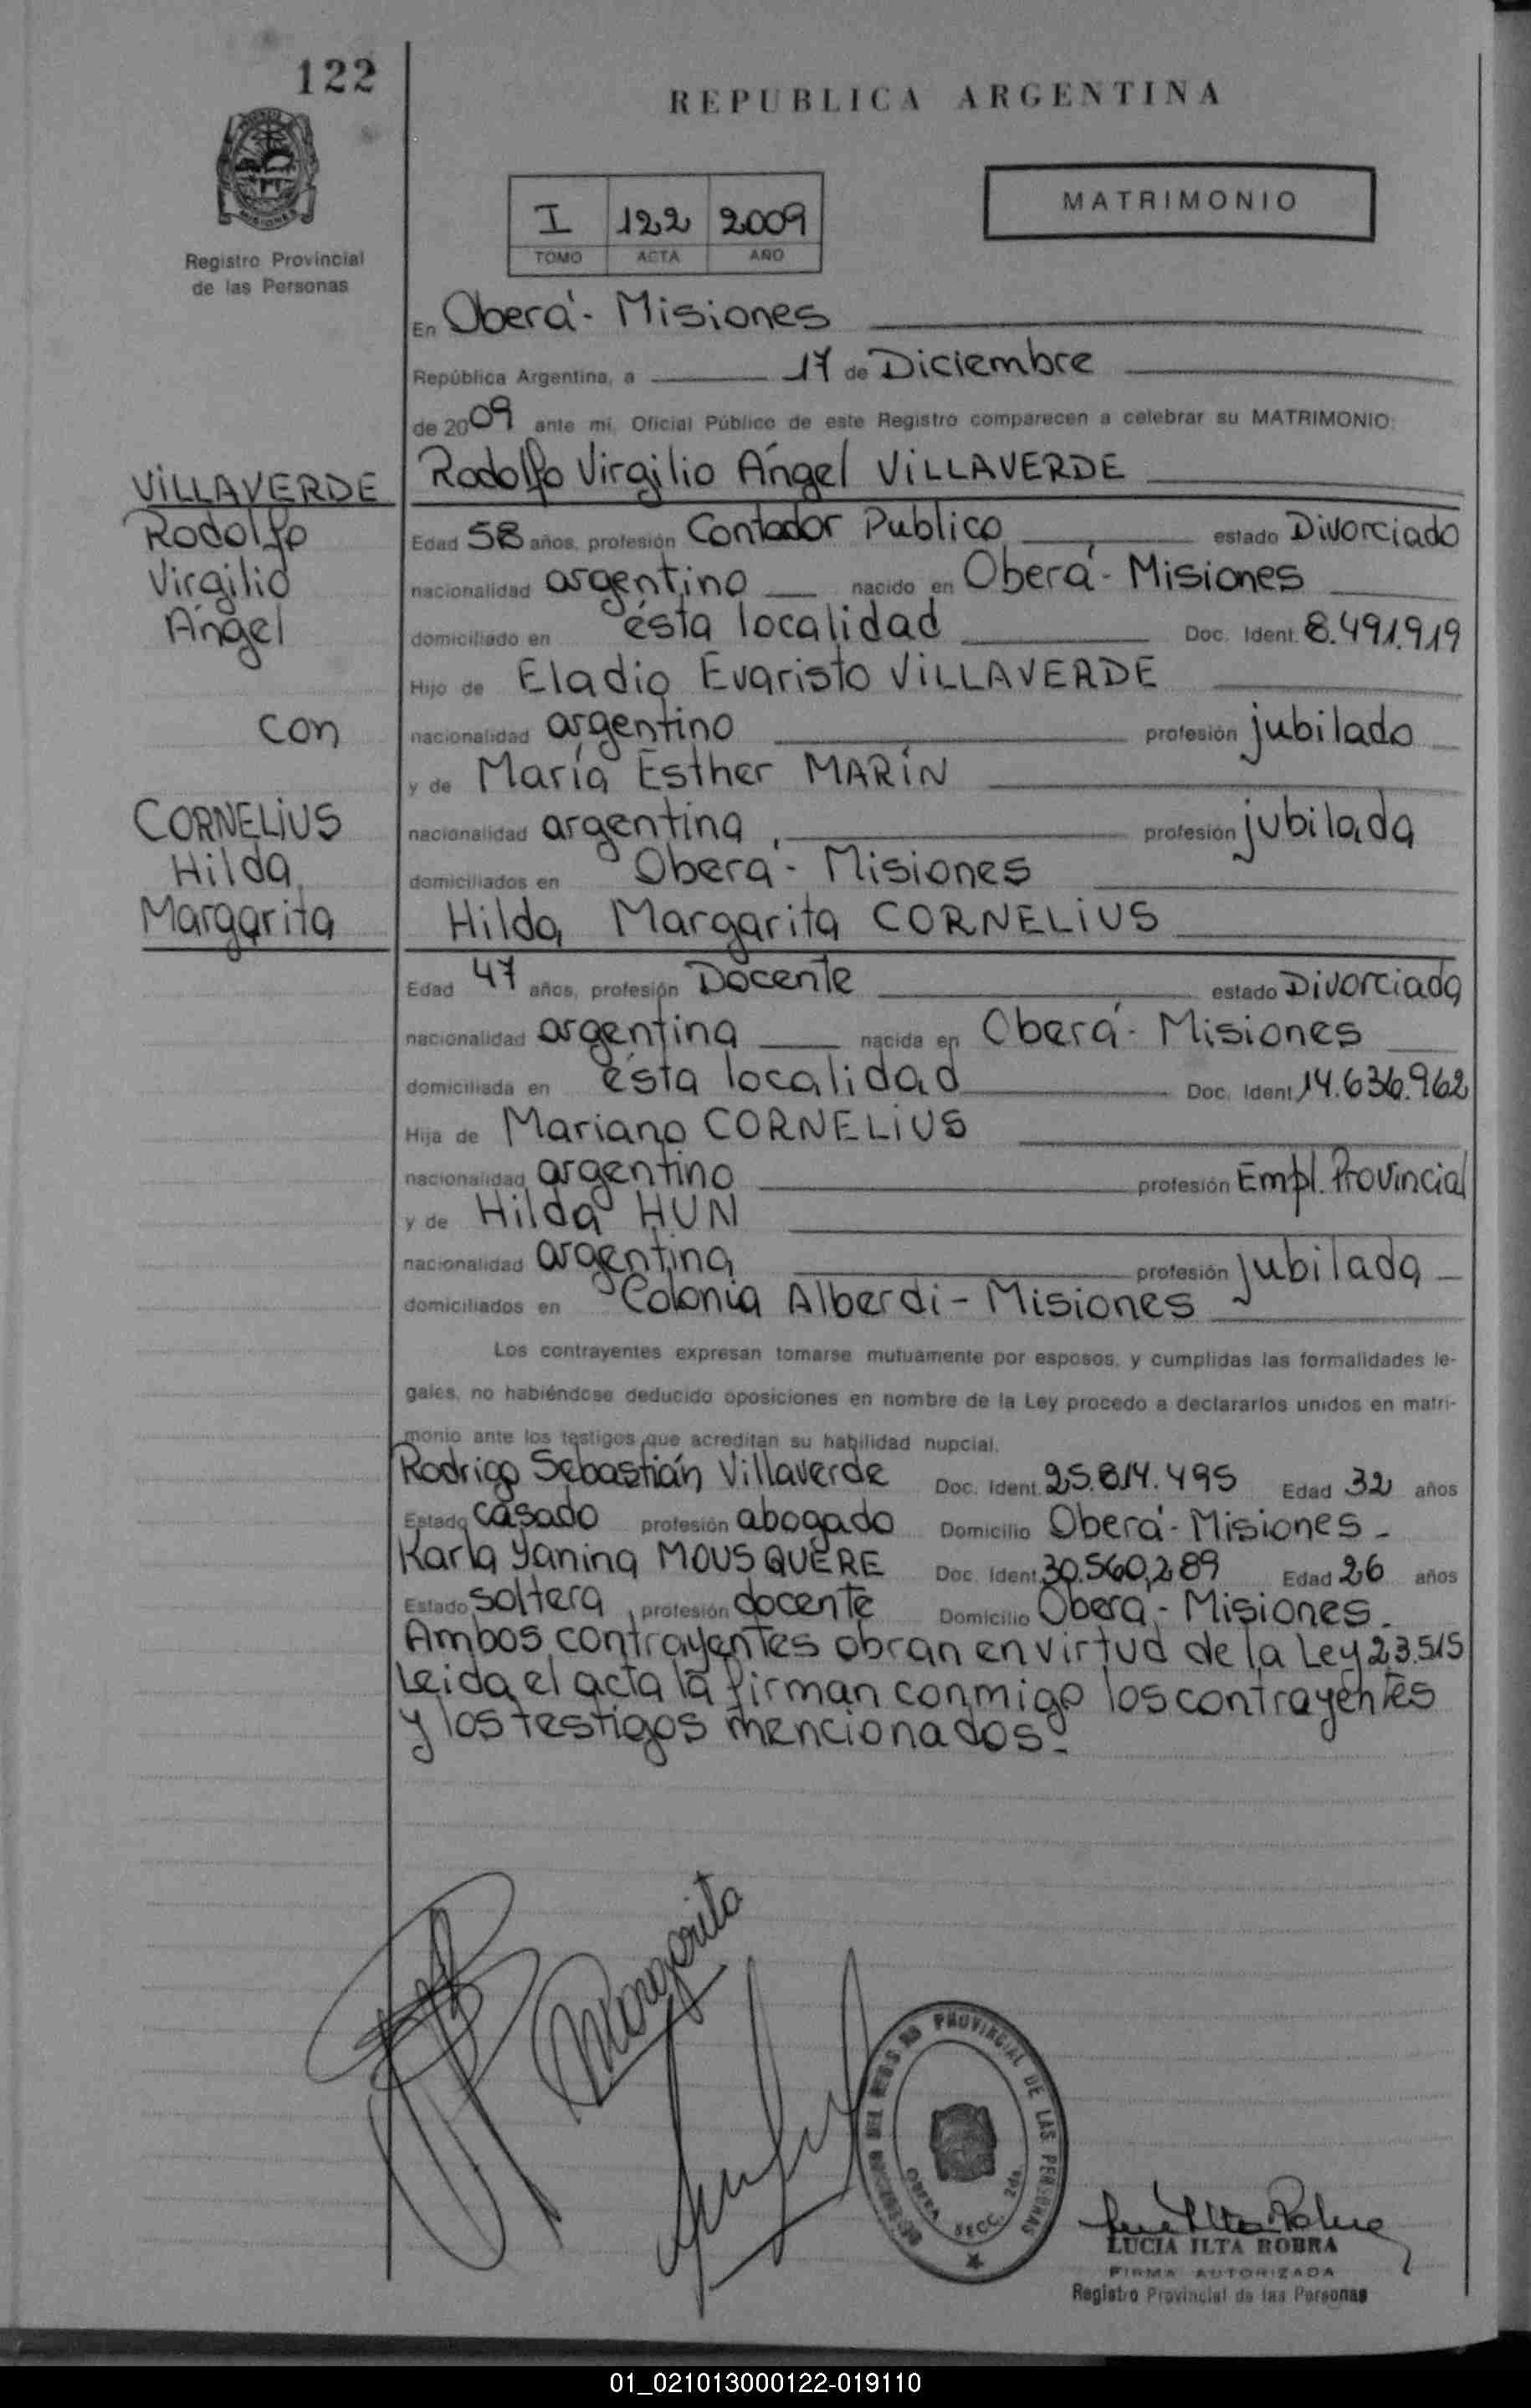 122
REPUBLICA ARGENTINA
MATRIMONIO
I 122 2009
TOMO ACTA AÑO
Registro Provincial
de las Personas
En Oberá - Misiones
República Argentina, a 17 de Diciembre
de 2009 ante mi, Oficial Público de este Registro comparecen a celebrar su MATRIMONIO:
VILLAVERDE
Rodolfo
Virgilio
Ángel
con
CORNELIUS
Hilda
Margarita
Rodolfo Virgilio Ángel VILLAVERDE
Edad 58 años, profesión Contador Publico estado Divorciado
nacionalidad argentino nacido en Oberá - Misiones
domiciliado en ésta localidad Doc. Ident. 8.491.919
Hijo de Eladio Evaristo VILLAVERDE
nacionalidad argentino profesión jubilado
y de María Esther MARÍN
nacionalidad argentina profesión jubilada
domiciliados en Oberá - Misiones
Hilda Margarita CORNELIUS
Edad 47 años, profesión Docente estado Divorciada
nacionalidad argentina nacida en Oberá - Misiones
domiciliada en ésta localidad Doc. Ident. 14.636.962
Hija de Mariano CORNELIUS
nacionalidad argentino profesión Empl. Provincial
y de Hilda HUN
nacionalidad argentina profesión jubilada
domiciliados en Colonia Alberdi - Misiones
Los contrayentes expresan tomarse mutuamente por esposos, y cumplidas las formalidades le-
gales, no habiéndose deducido oposiciones en nombre de la Ley procedo a declararlos unidos en matri-
monio ante los testigos que acreditan su habilidad nupcial.
Rodrigo Sebastián Villaverde Doc. Ident. 25.814.495 Edad 32 años
Estado casado profesión abogado Domicilio Oberá - Misiones -
Karla Yanina MOUSQUÈRE Doc. Ident. 30.560.289 Edad 26 años
Estado soltera profesión docente Domicilio Oberá - Misiones -
Ambos contrayentes obran en virtud de la Ley 23.515
Leida el acta la firman conmigo los contrayentes
y los testigos mencionados.-
Margarita
PROVINCIAL DE LAS PERSONAS
OBERA SECC. 2da.
LUCIA ILTA ROBRA
FIRMA AUTORIZADA
Registro Provincial de las Personas
01_021013000122-019110